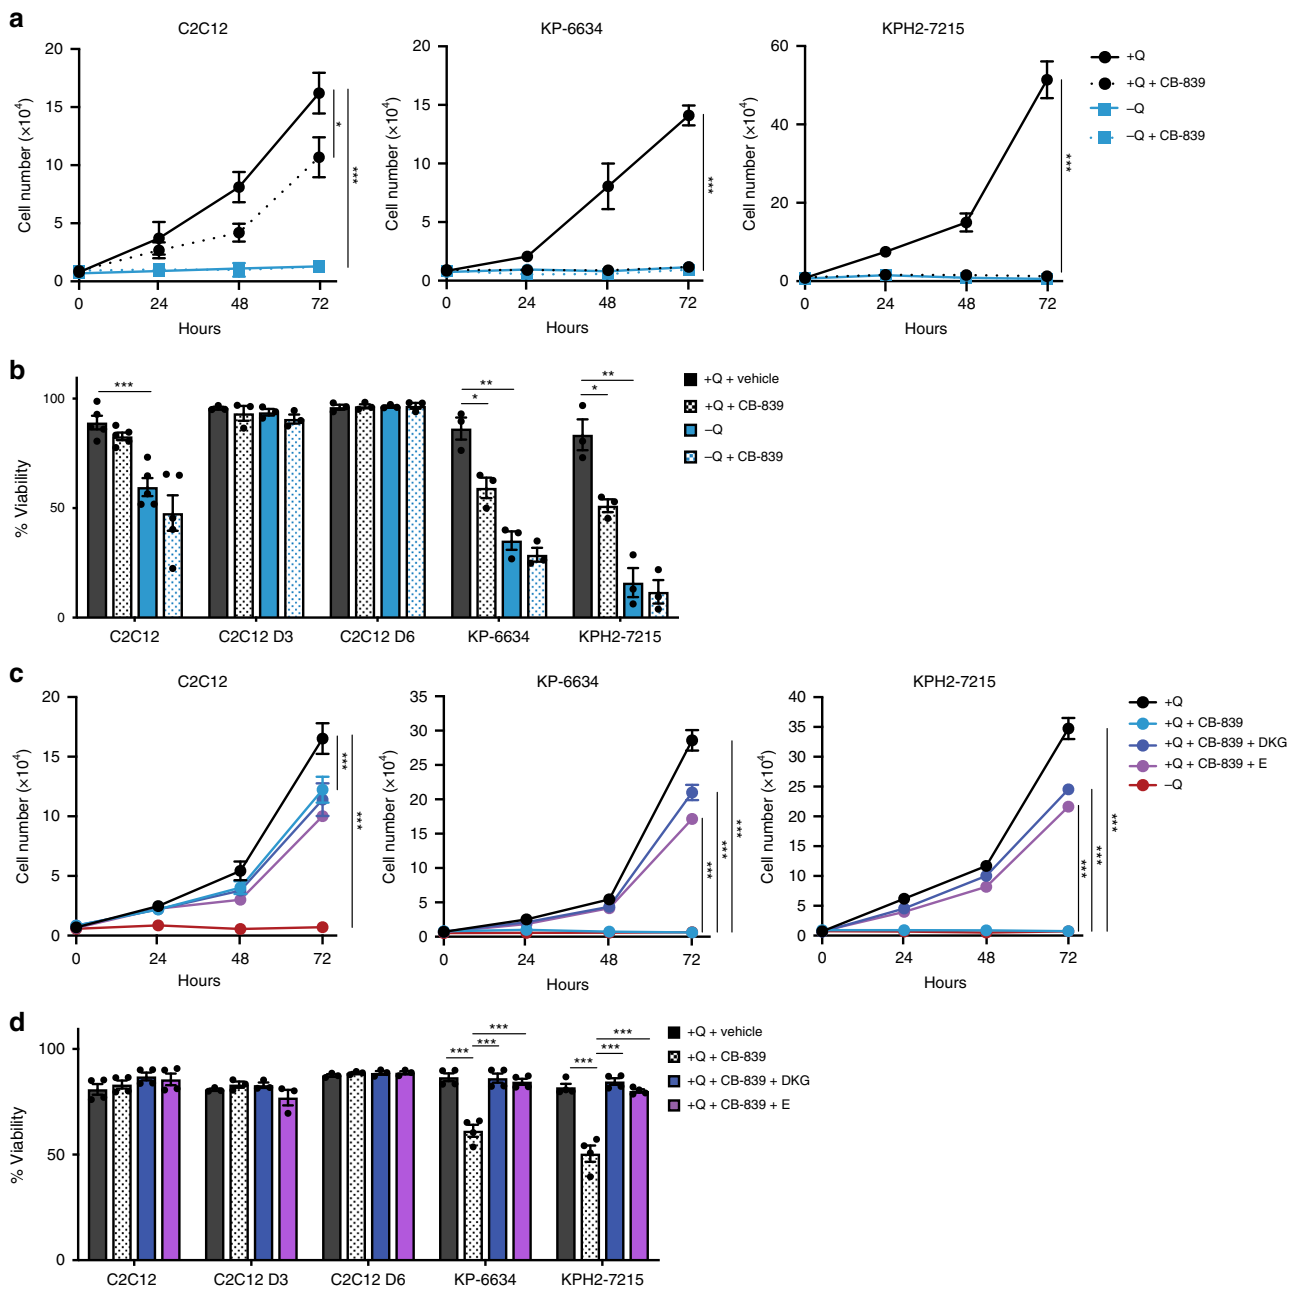 a
C2C12
KP-6634
KPH2-7215
Cell number (×10⁴)
20
15
10
5
0
0 24 48 72
Hours
*
***
Cell number (×10⁴)
20
15
10
5
0
0 24 48 72
Hours
***
Cell number (×10⁴)
60
40
20
0
0 24 48 72
Hours
***
+Q
+Q + CB-839
–Q
–Q + CB-839
b
% Viability
100
50
0
***
**
*
**
*
C2C12 C2C12 D3 C2C12 D6 KP-6634 KPH2-7215
+Q + vehicle
+Q + CB-839
–Q
–Q + CB-839
c
C2C12
KP-6634
KPH2-7215
Cell number (×10⁴)
20
15
10
5
0
0 24 48 72
Hours
***
***
Cell number (×10⁴)
35
30
25
20
15
10
5
0
0 24 48 72
Hours
***
***
***
Cell number (×10⁴)
40
35
30
25
20
15
10
5
0
0 24 48 72
Hours
***
***
***
+Q
+Q + CB-839
+Q + CB-839 + DKG
+Q + CB-839 + E
–Q
d
% Viability
100
50
0
***
***
***
***
***
***
C2C12 C2C12 D3 C2C12 D6 KP-6634 KPH2-7215
+Q + vehicle
+Q + CB-839
+Q + CB-839 + DKG
+Q + CB-839 + E